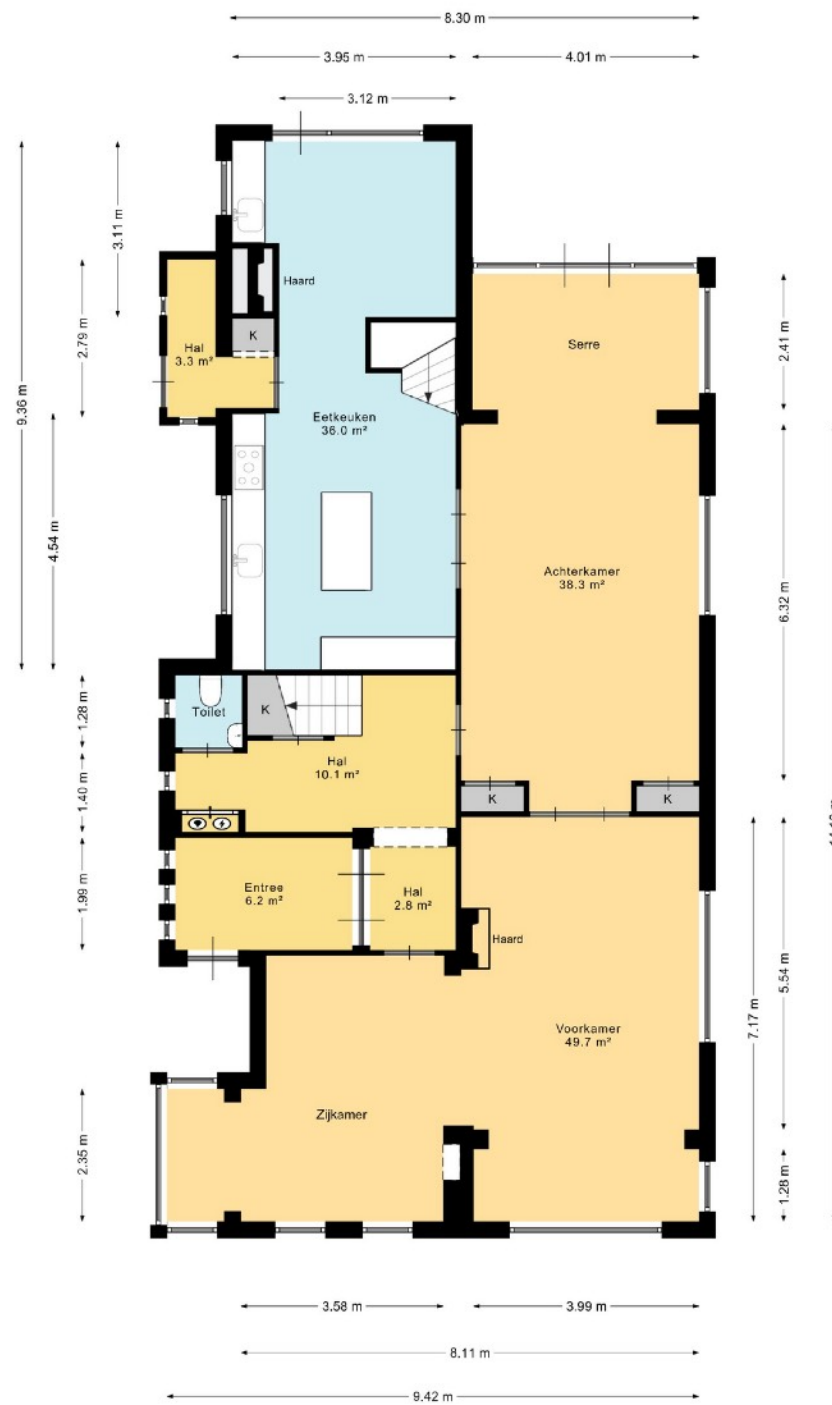 8.30 m
3.95 m
4.01 m
3.12 m
3.11 m
Haard
2.79 m
Hal
3.3 m²
K
Serre
2.41 m
9.36 m
Eetkeuken
36.0 m²
4.54 m
Achterkamer
38.3 m²
6.32 m
1.28 m
Toilet
K
Hal
10.1 m²
1.40 m
K
K
1.99 m
Entree
6.2 m²
Hal
2.8 m²
Haard
5.54 m
7.17 m
Voorkamer
49.7 m²
Zijkamer
2.35 m
1.28 m
3.58 m
3.99 m
8.11 m
9.42 m